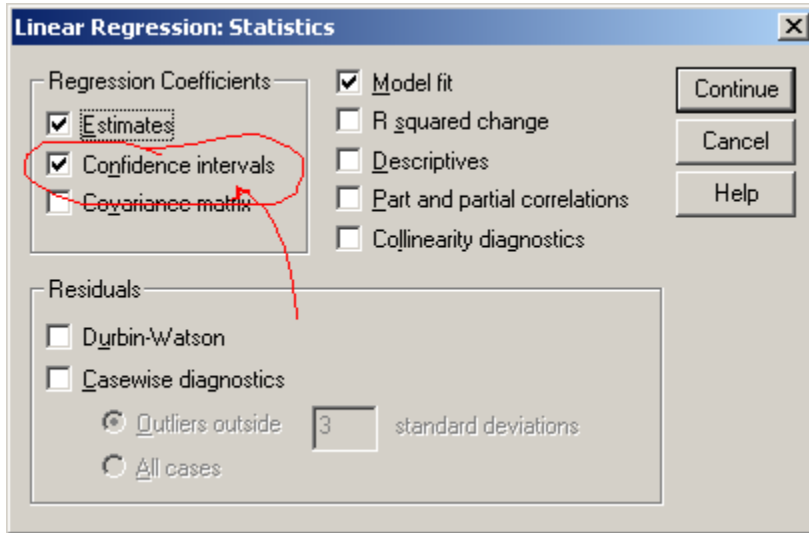 Linear Regression: Statistics
Regression Coefficients
Estimates
Confidence intervals
Covariance matrix
Model fit
R squared change
Descriptives
Part and partial correlations
Collinearity diagnostics
Continue
Cancel
Help
Residuals
Durbin-Watson
Casewise diagnostics
Outliers outside 3 standard deviations
All cases